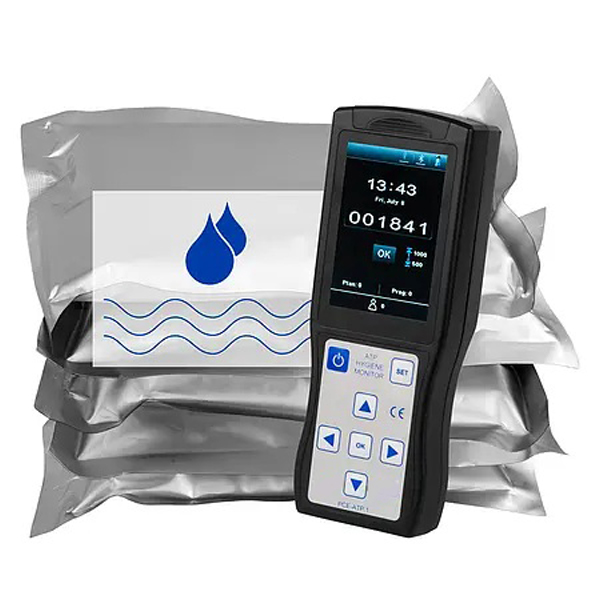 13:43
Fri, July 8
001841
OK
1000
500
Plan: 0
Prog: 0
0
ATP
HYGIENE
MONITOR
SET
CE
OK
PCE-ATP 1